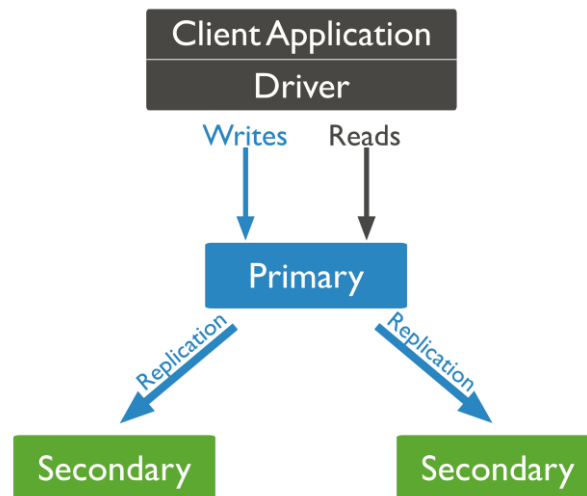 Client Application
Driver
Writes Reads
Primary
Replication Replication
Secondary Secondary